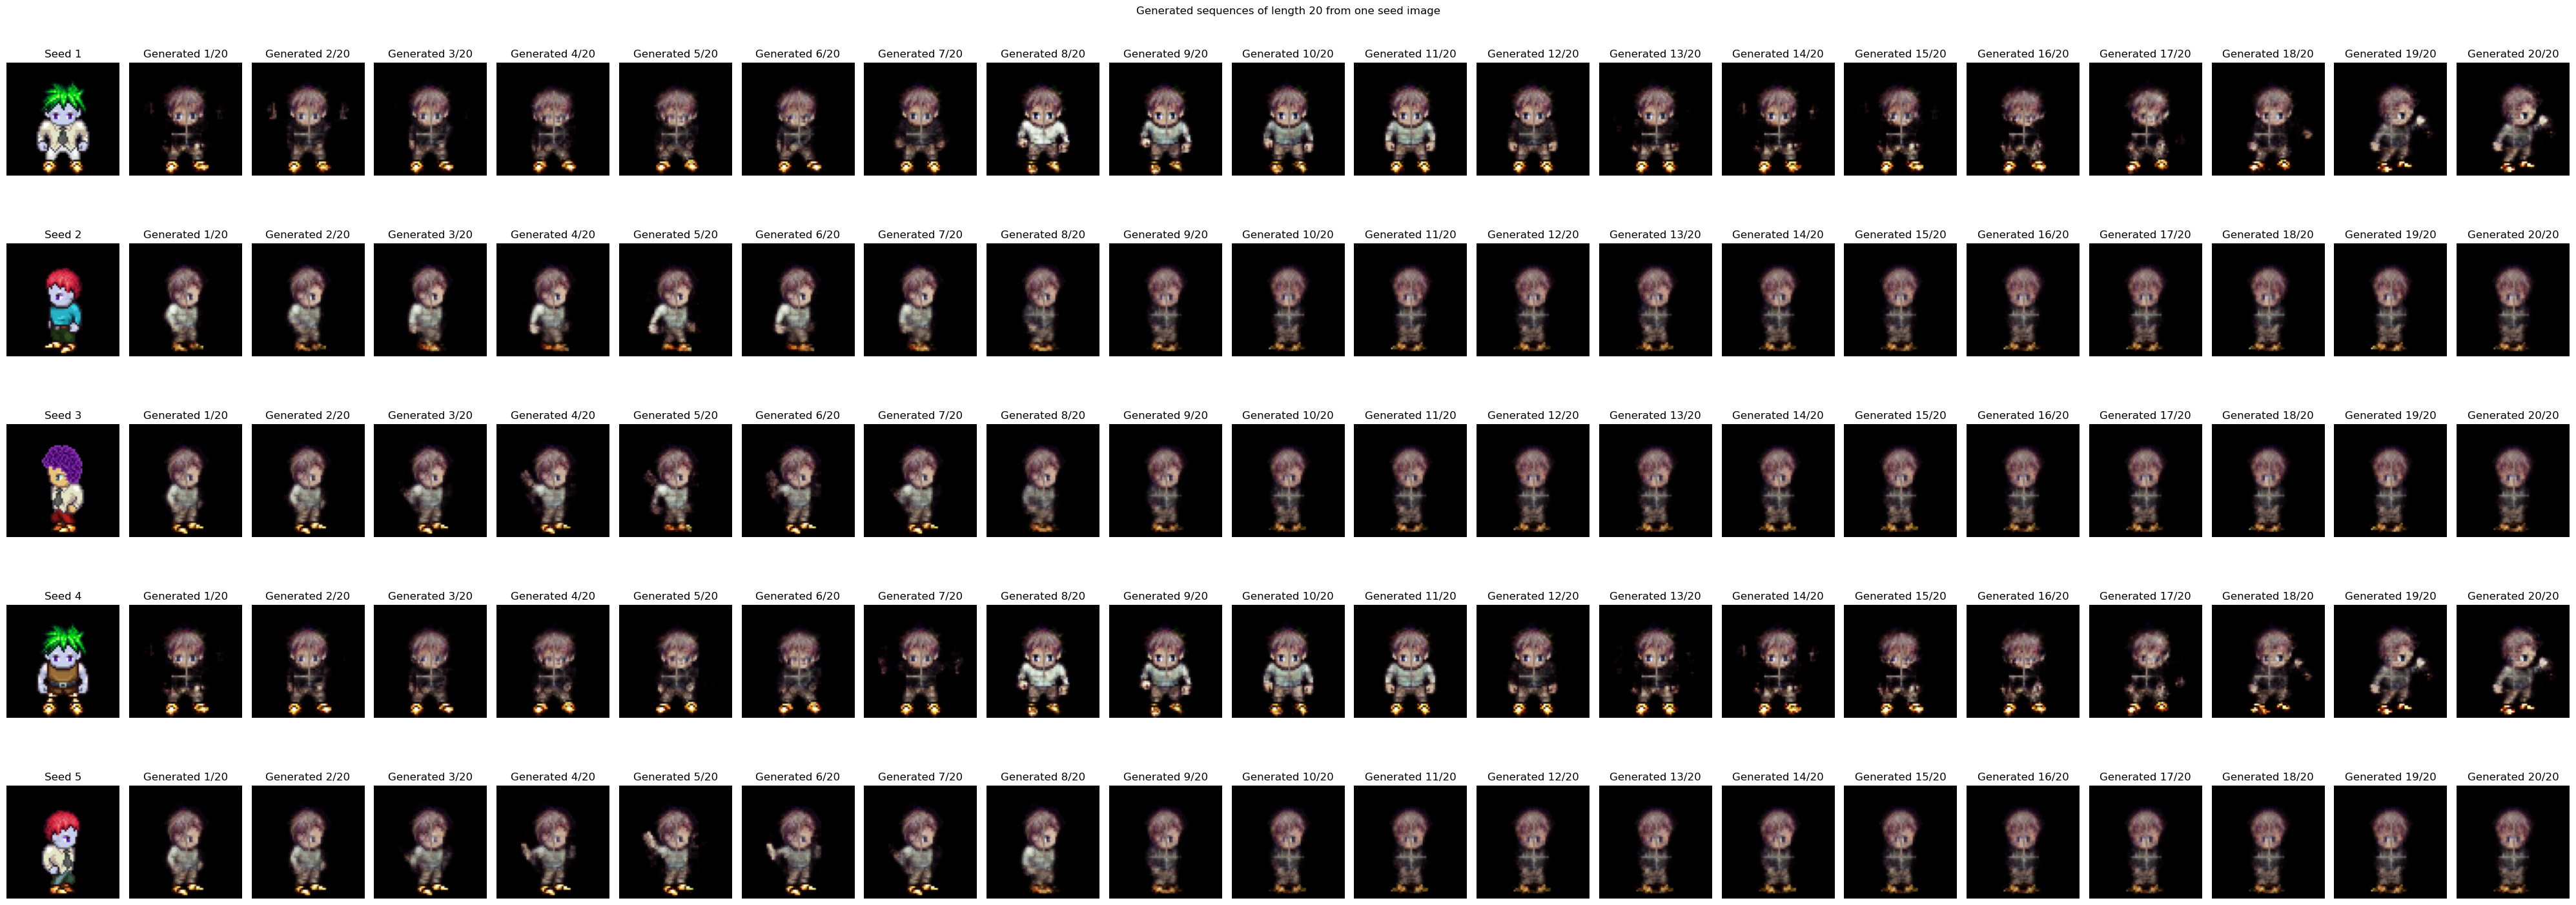 Generated sequences of length 20 from one seed image
Seed 1 Generated 1/20 Generated 2/20 Generated 3/20 Generated 4/20 Generated 5/20 Generated 6/20 Generated 7/20 Generated 8/20 Generated 9/20 Generated 10/20 Generated 11/20 Generated 12/20 Generated 13/20 Generated 14/20 Generated 15/20 Generated 16/20 Generated 17/20 Generated 18/20 Generated 19/20 Generated 20/20
Seed 2 Generated 1/20 Generated 2/20 Generated 3/20 Generated 4/20 Generated 5/20 Generated 6/20 Generated 7/20 Generated 8/20 Generated 9/20 Generated 10/20 Generated 11/20 Generated 12/20 Generated 13/20 Generated 14/20 Generated 15/20 Generated 16/20 Generated 17/20 Generated 18/20 Generated 19/20 Generated 20/20
Seed 3 Generated 1/20 Generated 2/20 Generated 3/20 Generated 4/20 Generated 5/20 Generated 6/20 Generated 7/20 Generated 8/20 Generated 9/20 Generated 10/20 Generated 11/20 Generated 12/20 Generated 13/20 Generated 14/20 Generated 15/20 Generated 16/20 Generated 17/20 Generated 18/20 Generated 19/20 Generated 20/20
Seed 4 Generated 1/20 Generated 2/20 Generated 3/20 Generated 4/20 Generated 5/20 Generated 6/20 Generated 7/20 Generated 8/20 Generated 9/20 Generated 10/20 Generated 11/20 Generated 12/20 Generated 13/20 Generated 14/20 Generated 15/20 Generated 16/20 Generated 17/20 Generated 18/20 Generated 19/20 Generated 20/20
Seed 5 Generated 1/20 Generated 2/20 Generated 3/20 Generated 4/20 Generated 5/20 Generated 6/20 Generated 7/20 Generated 8/20 Generated 9/20 Generated 10/20 Generated 11/20 Generated 12/20 Generated 13/20 Generated 14/20 Generated 15/20 Generated 16/20 Generated 17/20 Generated 18/20 Generated 19/20 Generated 20/20